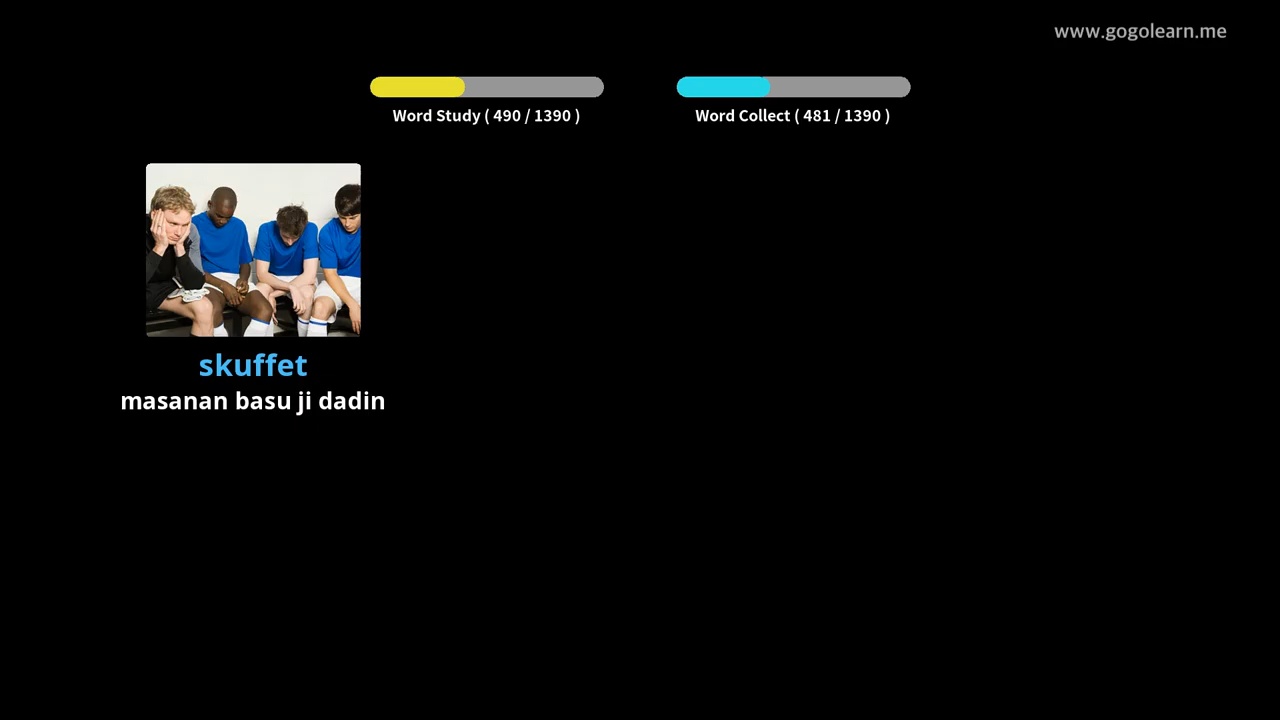 www.gogolearn.me
Word Study ( 490 / 1390 )
Word Collect ( 481 / 1390 )
skuffet
masanan basu ji dadin